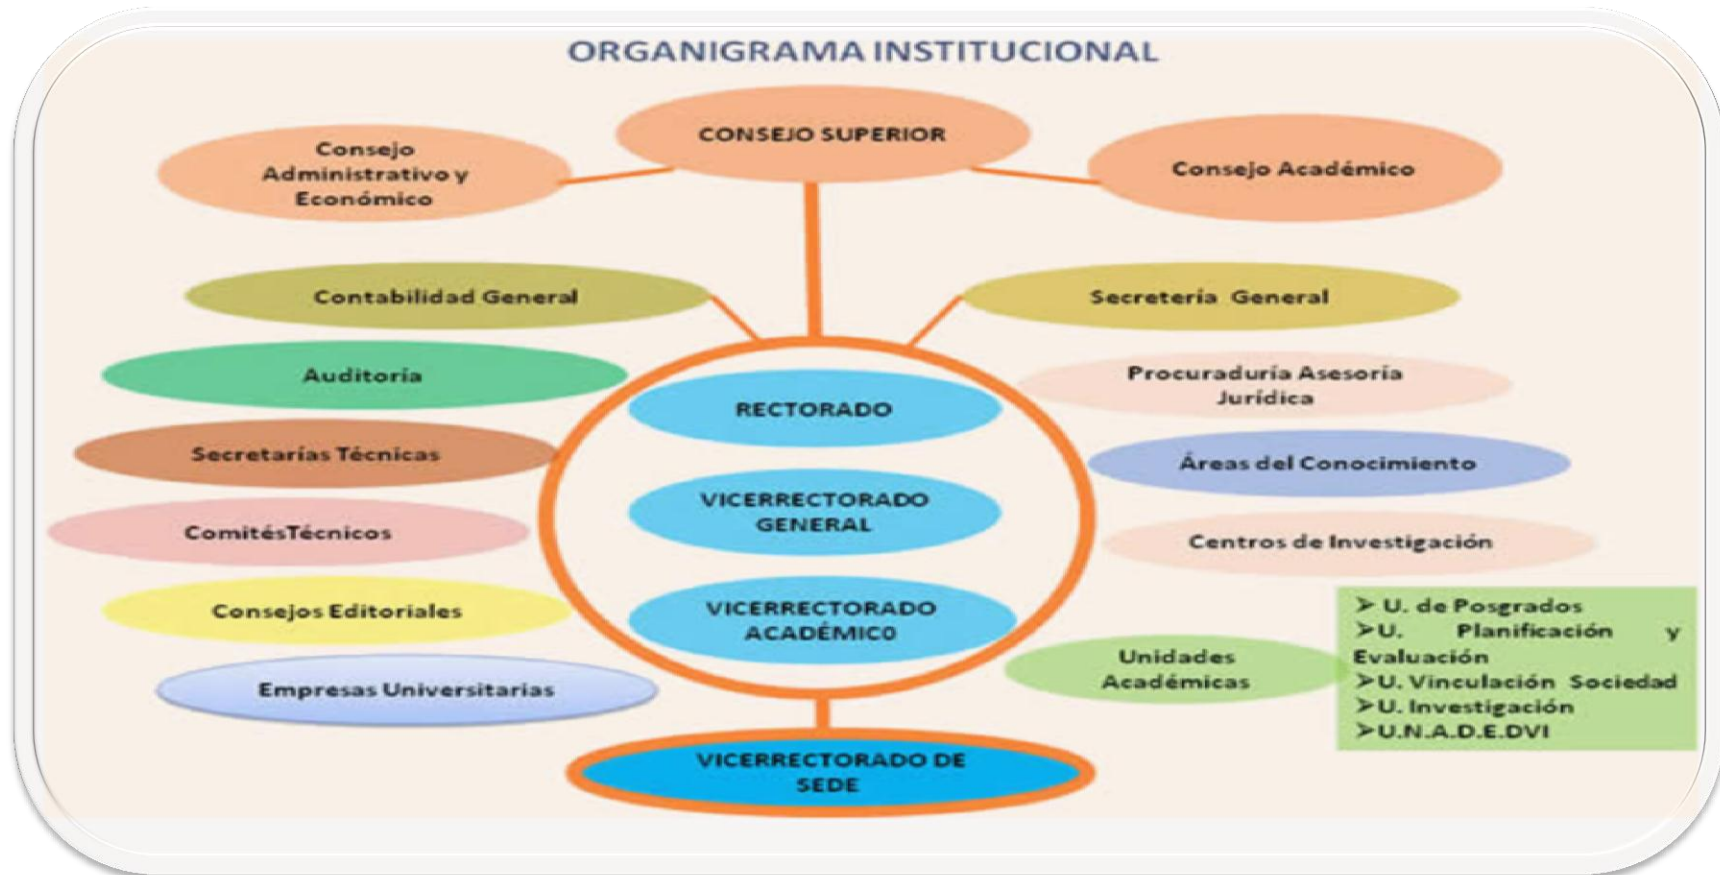 ORGANIGRAMA INSTITUCIONAL
CONSEJO SUPERIOR
Consejo
Administrativo y
Económico
Consejo Académico
Contabilidad General
Secretería General
Auditoría
Procuraduría Asesoría
Jurídica
RECTORADO
Secretarías Técnicas
Áreas del Conocimiento
VICERRECTORADO
GENERAL
ComitésTécnicos
Centros de Investigación
Consejos Editoriales
VICERRECTORADO
ACADÉMICO
Empresas Universitarias
Unidades
Académicas
➢ U. de Posgrados
➢U. Planificación y
Evaluación
➢U. Vinculación Sociedad
➢U. Investigación
➢U.N.A.D.E.DVI
VICERRECTORADO DE
SEDE